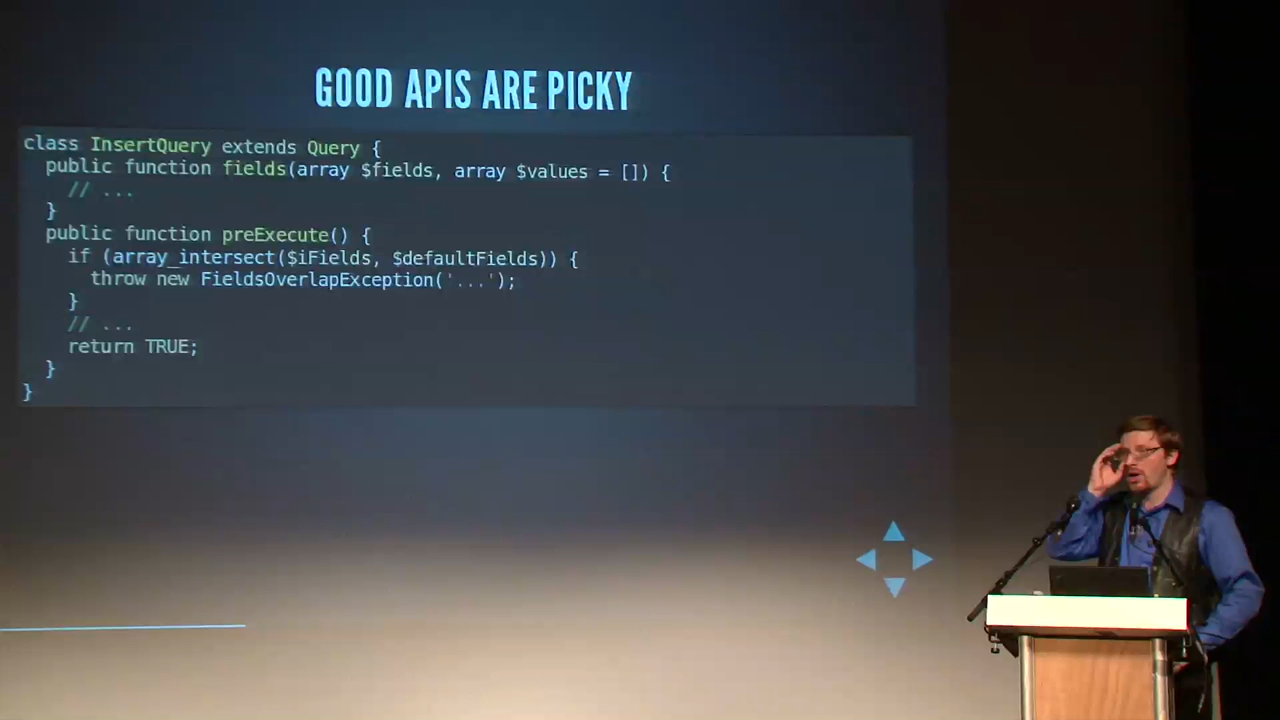 GOOD APIS ARE PICKY
class InsertQuery extends Query {
  public function fields(array $fields, array $values = []) {
    // ...
  }
  public function preExecute() {
    if (array_intersect($iFields, $defaultFields)) {
      throw new FieldsOverlapException('...');
    }
    // ...
    return TRUE;
  }
}